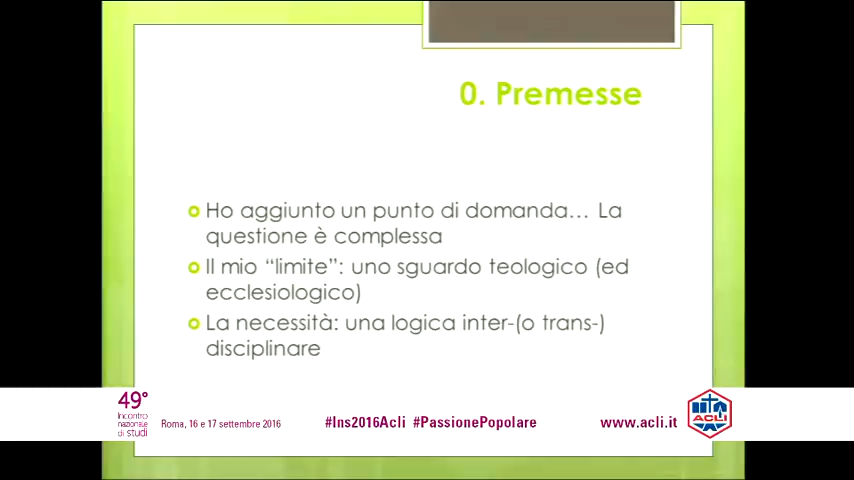 0. Premesse
Ho aggiunto un punto di domanda... La
questione è complessa
Il mio “limite”: uno sguardo teologico (ed
ecclesiologico)
La necessità: una logica inter-(o trans-)
disciplinare
49°
Incontro
nazionale
di studi
Roma, 16 e 17 settembre 2016
#Ins2016Acli #PassionePopolare
www.acli.it
ACLI